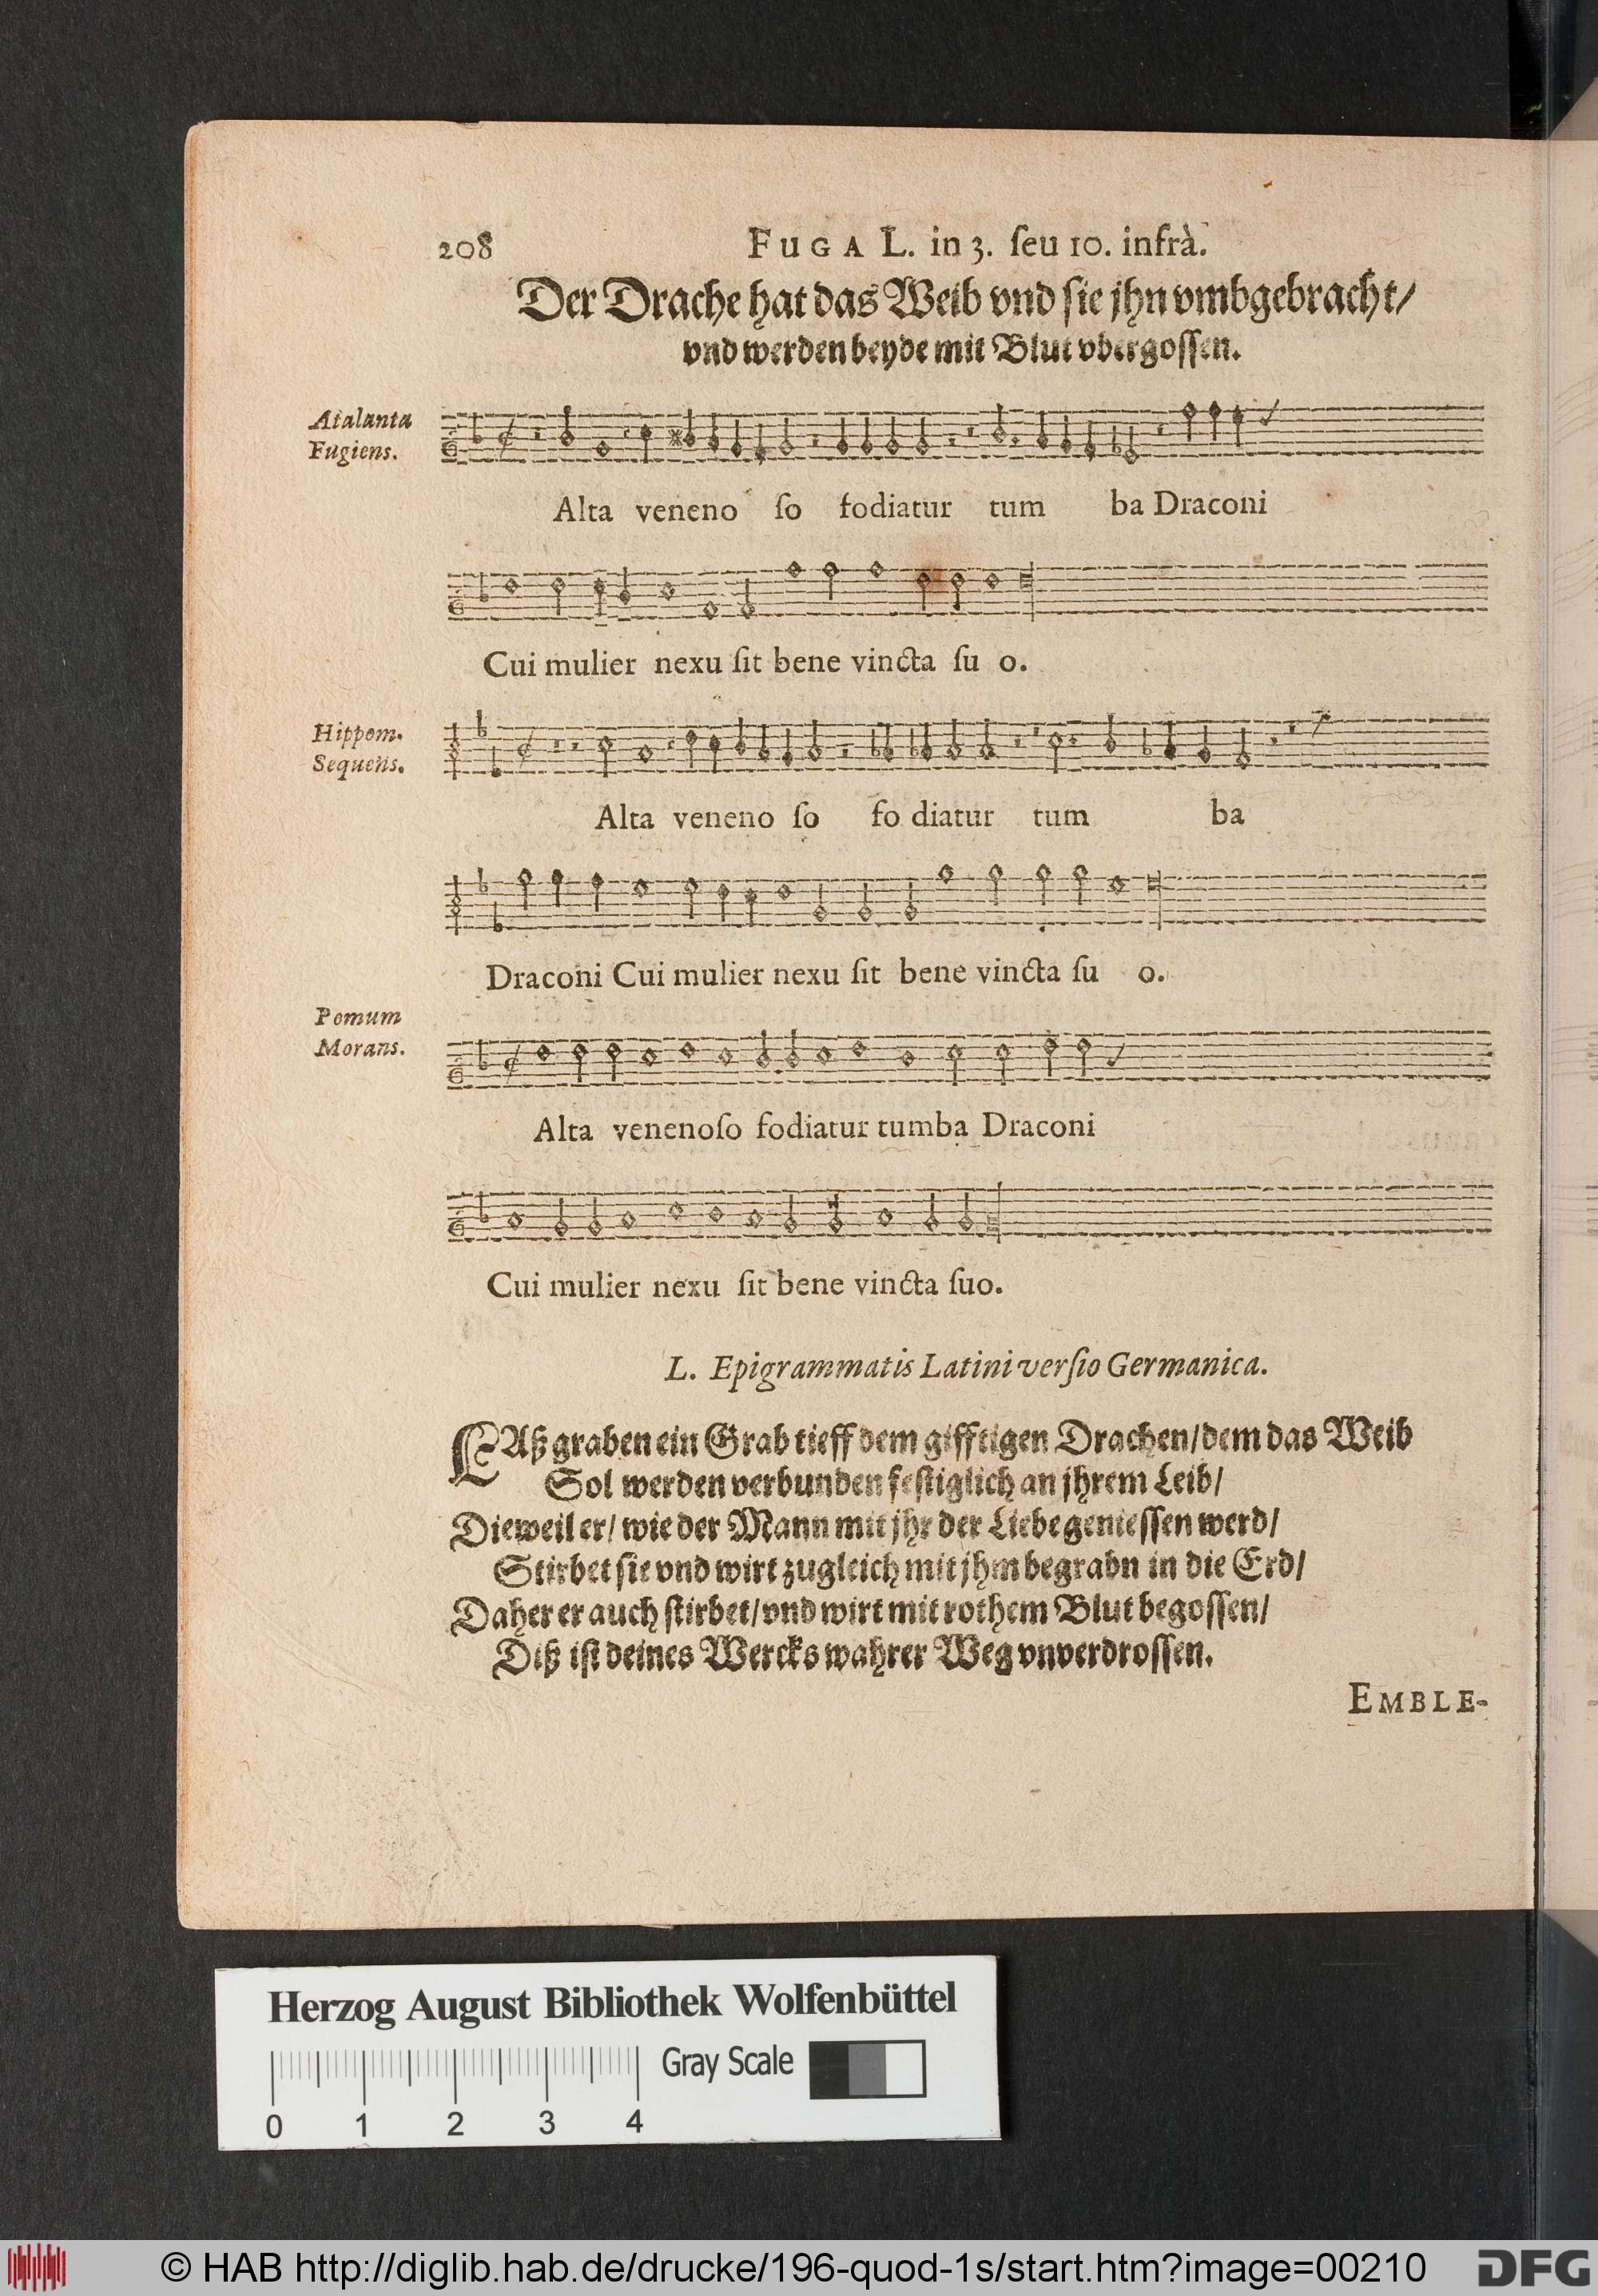 208 FUGA L. in 3. ſeu 10. infrà.
Der Drache hat das Weib vnd ſie jhn vmbgebracht/
vnd werden beyde mit Blut vbergoſſen.
Atalanta
Fugiens.
Alta veneno ſo fodiatur tum ba Draconi
Cui mulier nexu ſit bene vincta ſu o.
Hippom.
Sequens.
Alta veneno ſo fo diatur tum ba
Draconi Cui mulier nexu ſit bene vincta ſu o.
Pomum
Morans.
Alta venenoſo fodiatur tumba Draconi
Cui mulier nexu ſit bene vincta ſuo.
L. Epigrammatis Latini verſio Germanica.
LAß graben ein Grab tieff dem gifftigen Drachen/dem das Weib
Sol werden verbunden feſtiglich an jhrem Leib/
Dieweil er/ wie der Mann mit jhr der Liebe genieſſen werd/
Stirbet ſie vnd wirt zugleich mit jhm begrabn in die Erd/
Daher er auch ſtirbet/vnd wirt mit rothem Blut begoſſen/
Diß iſt deines Wercks wahrer Weg vnverdroſſen.
EMBLE-
Herzog August Bibliothek Wolfenbüttel
Gray Scale
0 1 2 3 4
© HAB http://diglib.hab.de/drucke/196-quod-1s/start.htm?image=00210
DFG